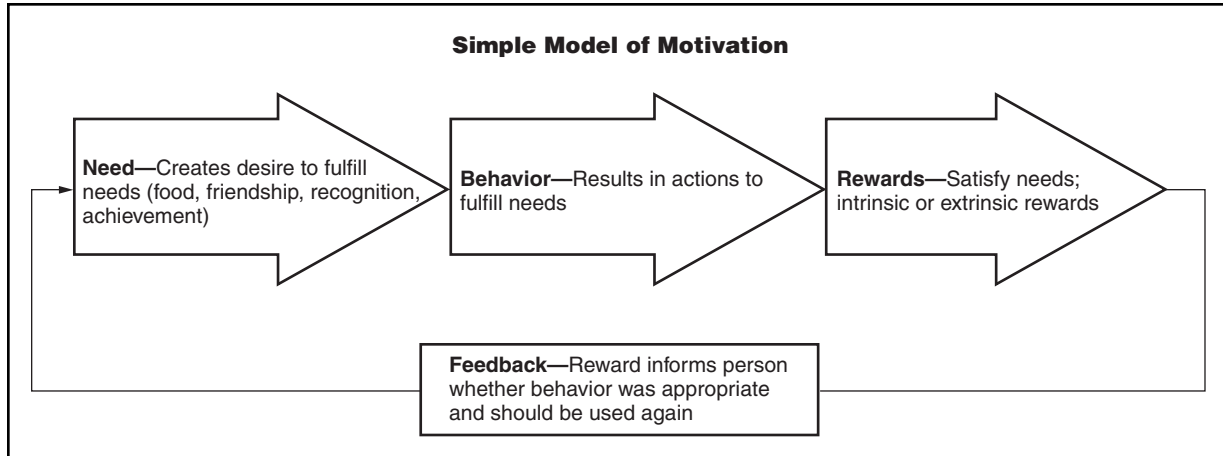 Simple Model of Motivation
Need—Creates desire to fulfill
needs (food, friendship, recognition,
achievement)
Behavior—Results in actions to
fulfill needs
Rewards—Satisfy needs;
intrinsic or extrinsic rewards
Feedback—Reward informs person
whether behavior was appropriate
and should be used again